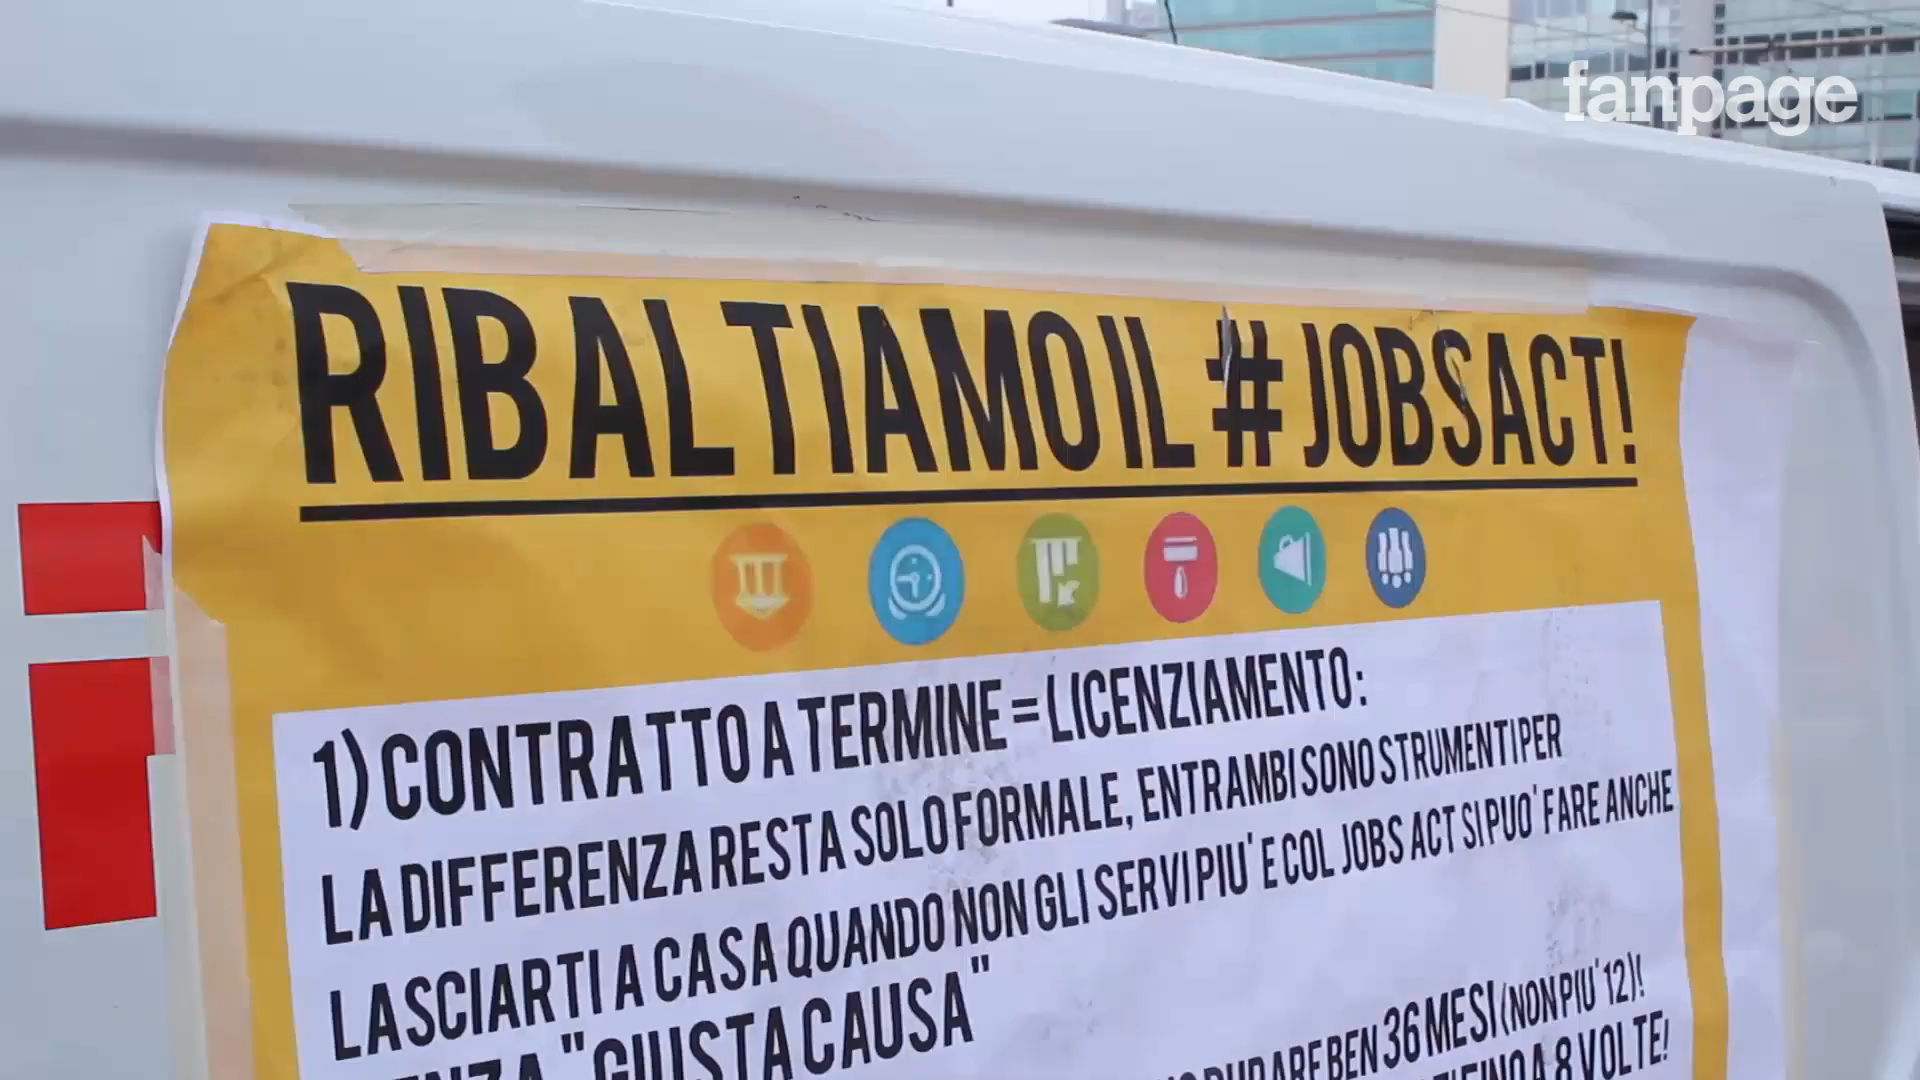 fanpage
RIBALTIAMO IL #JOBSACT!
1) CONTRATTO A TERMINE = LICENZIAMENTO:
LA DIFFERENZA RESTA SOLO FORMALE, ENTRAMBI SONO STRUMENTI PER
LASCIARTI A CASA QUANDO NON GLI SERVI PIU' E COL JOBS ACT SI PUO' FARE ANCHE
"GIUSTA CAUSA"
BEN 36 MESI (NON PIU' 12)!
FINO A 8 VOLTE!